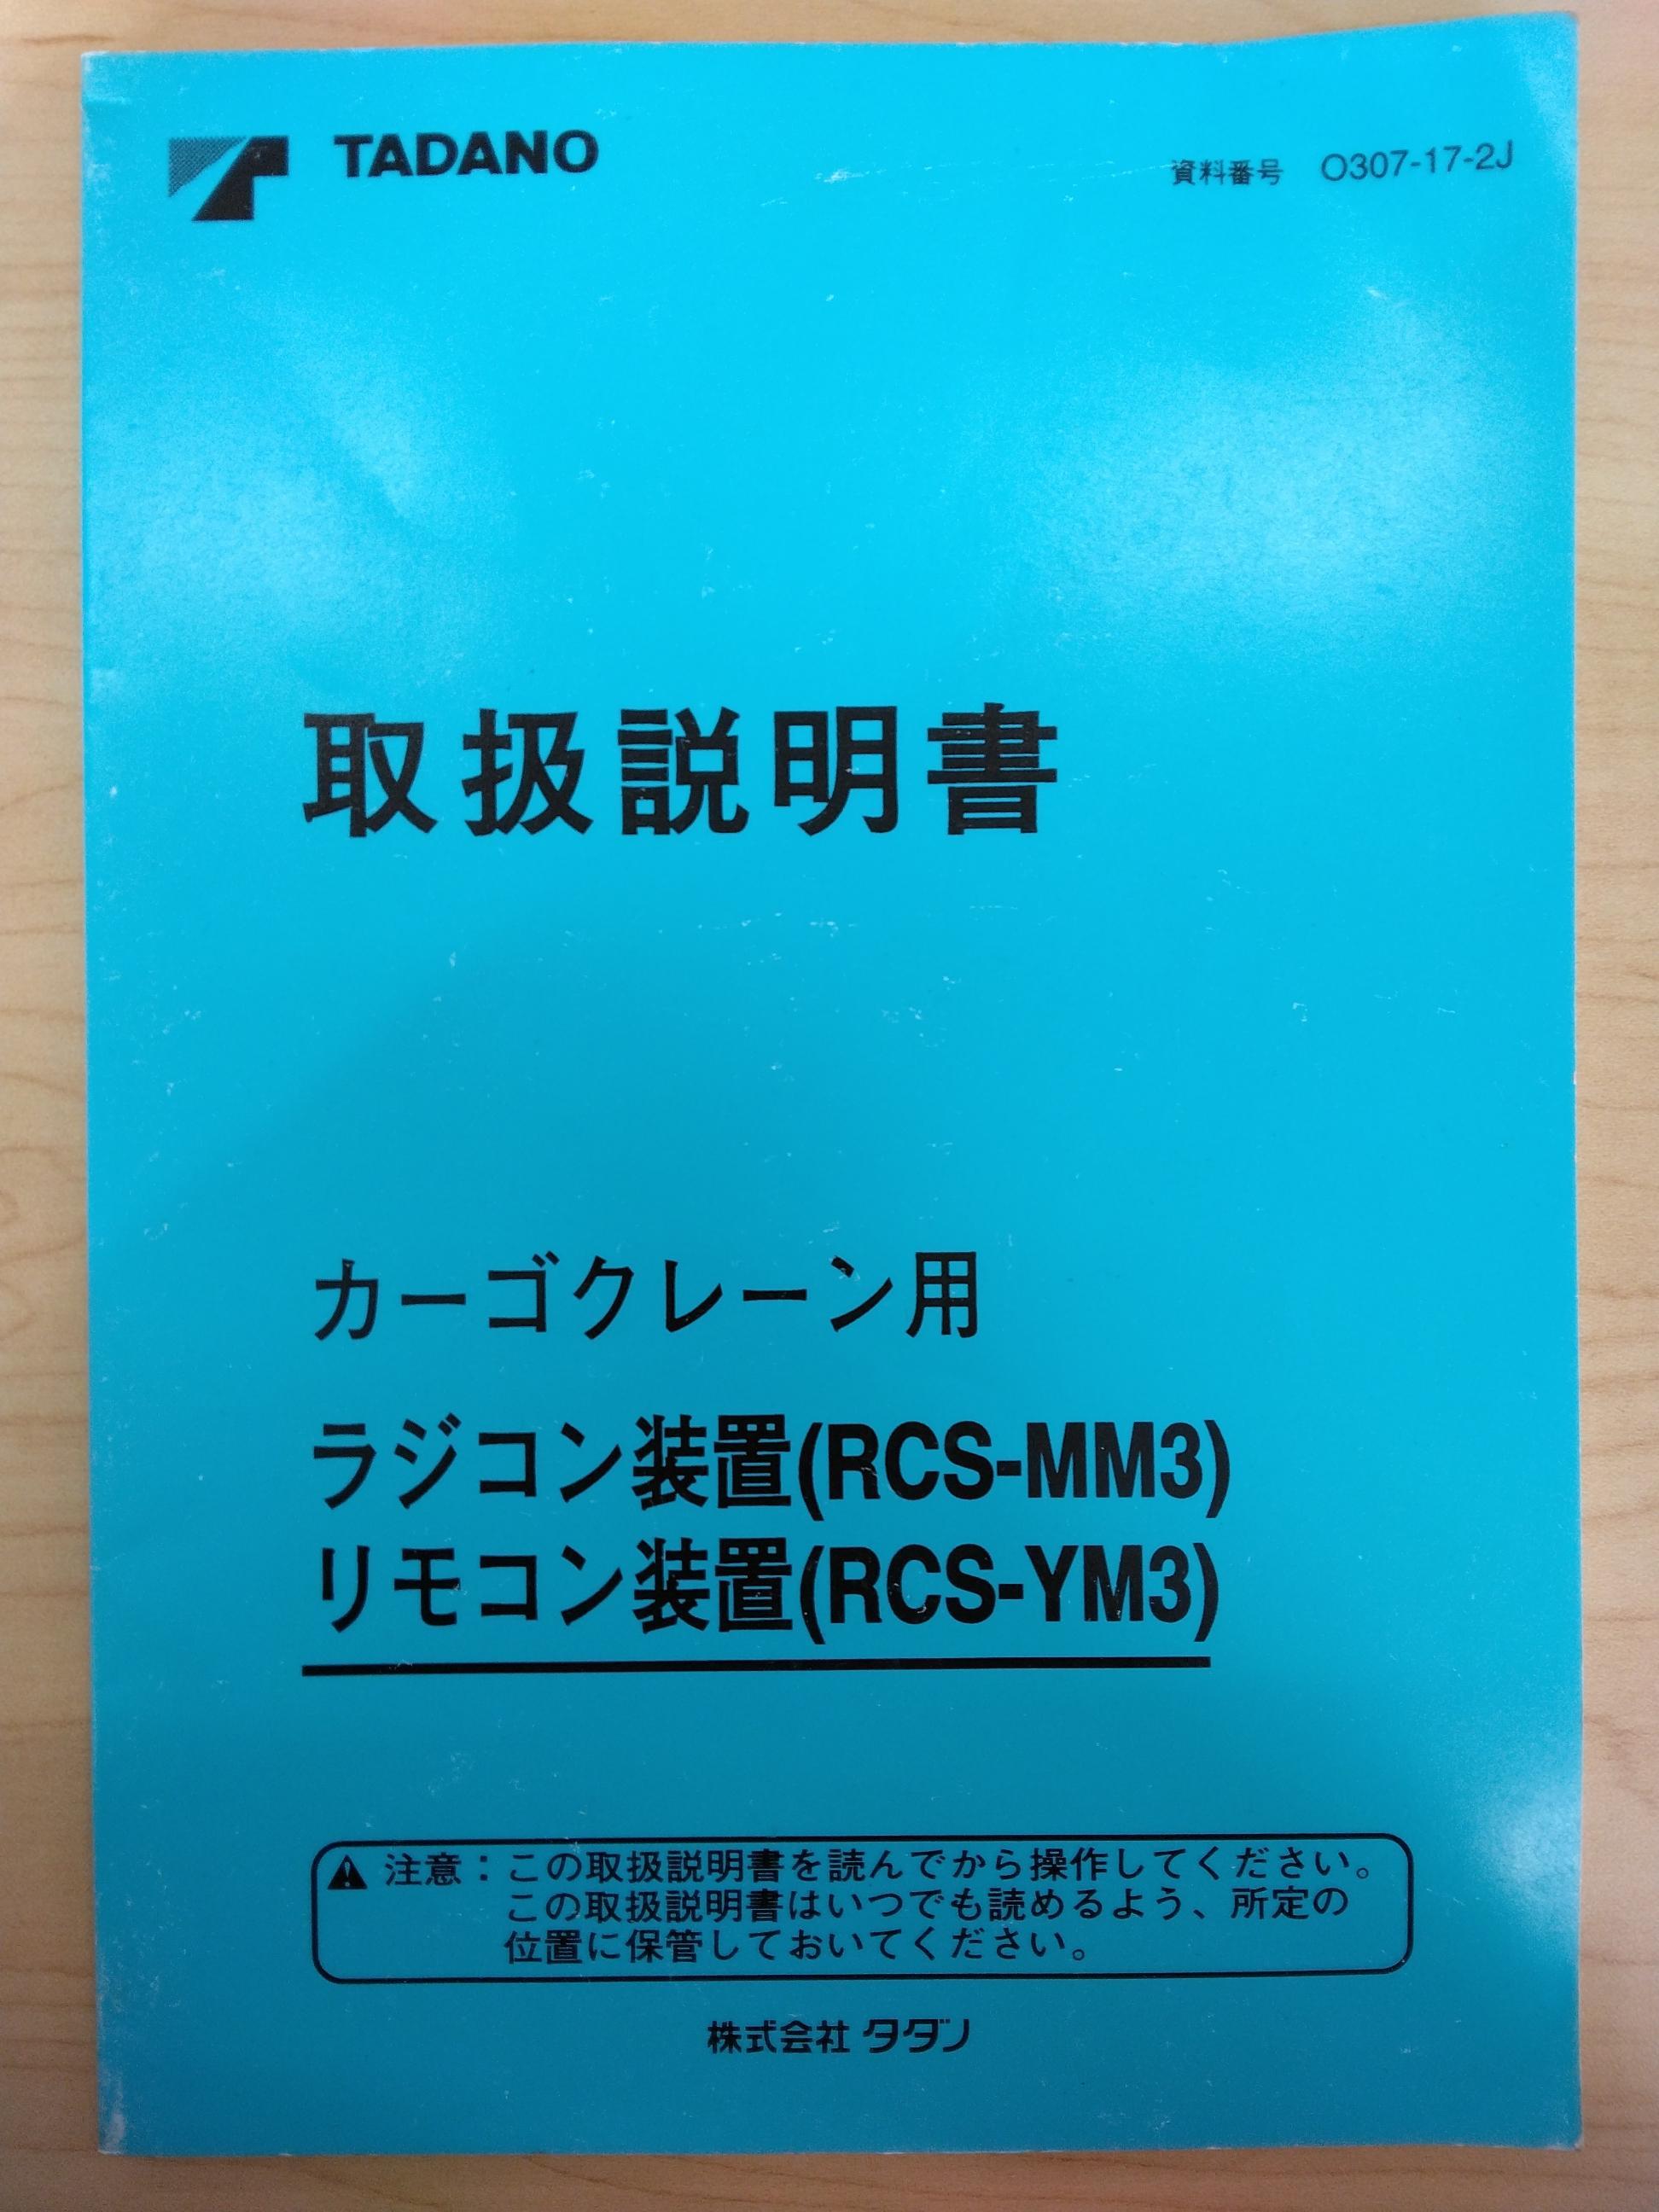 TADANO
資料番号 O307-17-2J
取扱説明書
カーゴクレーン用
ラジコン装置(RCS-MM3)
リモコン装置(RCS-YM3)
注意：この取扱説明書を読んでから操作してください。
この取扱説明書はいつでも読めるよう、所定の
位置に保管しておいてください。
株式会社 タダノ